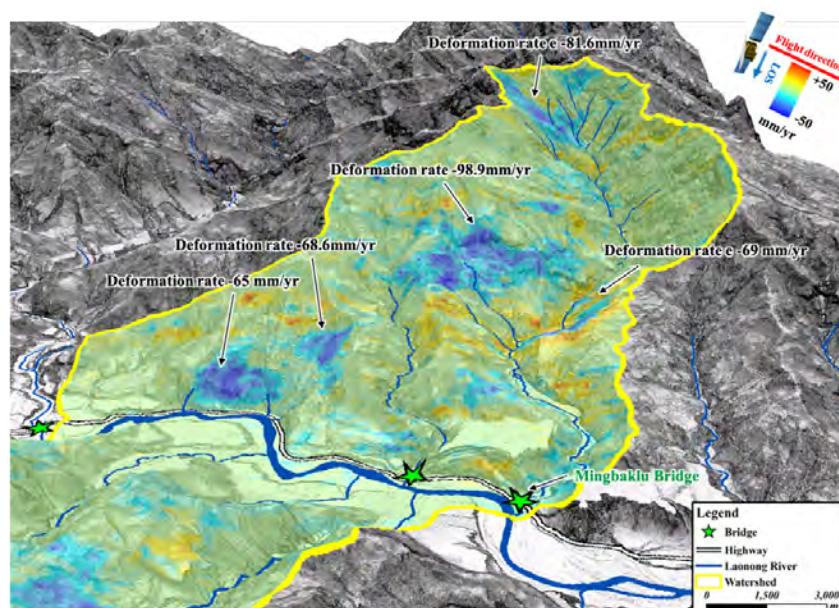 Deformation rate e -81.6mm/yr
Flight direction
LOS
+50
-50
mm/yr
Deformation rate -98.9mm/yr
Deformation rate -68.6mm/yr
Deformation rate e -69 mm/yr
Deformation rate -65 mm/yr
Mingbaklu Bridge
Legend
Bridge
Highway
Laonong River
Watershed
0 1,500 3,000